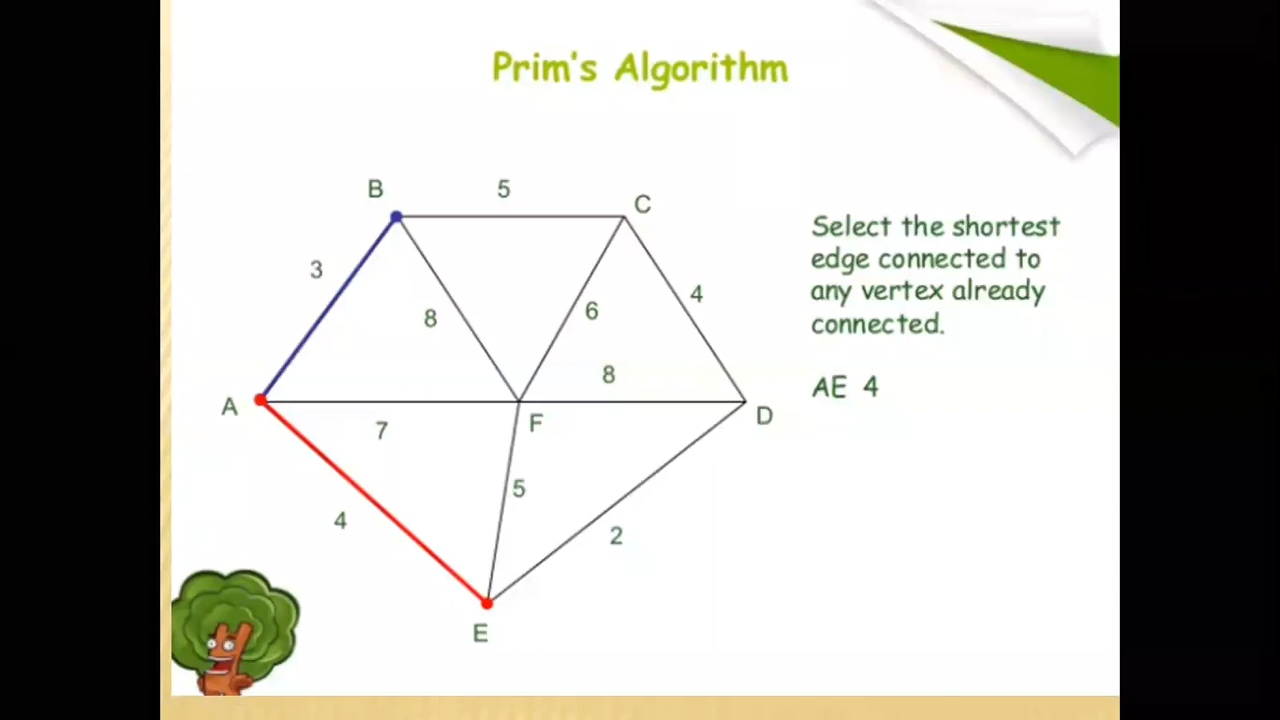 Prim's Algorithm
B
5
C
3
8
6
4
8
A
F
D
7
5
4
2
E
Select the shortest
edge connected to
any vertex already
connected.
AE 4